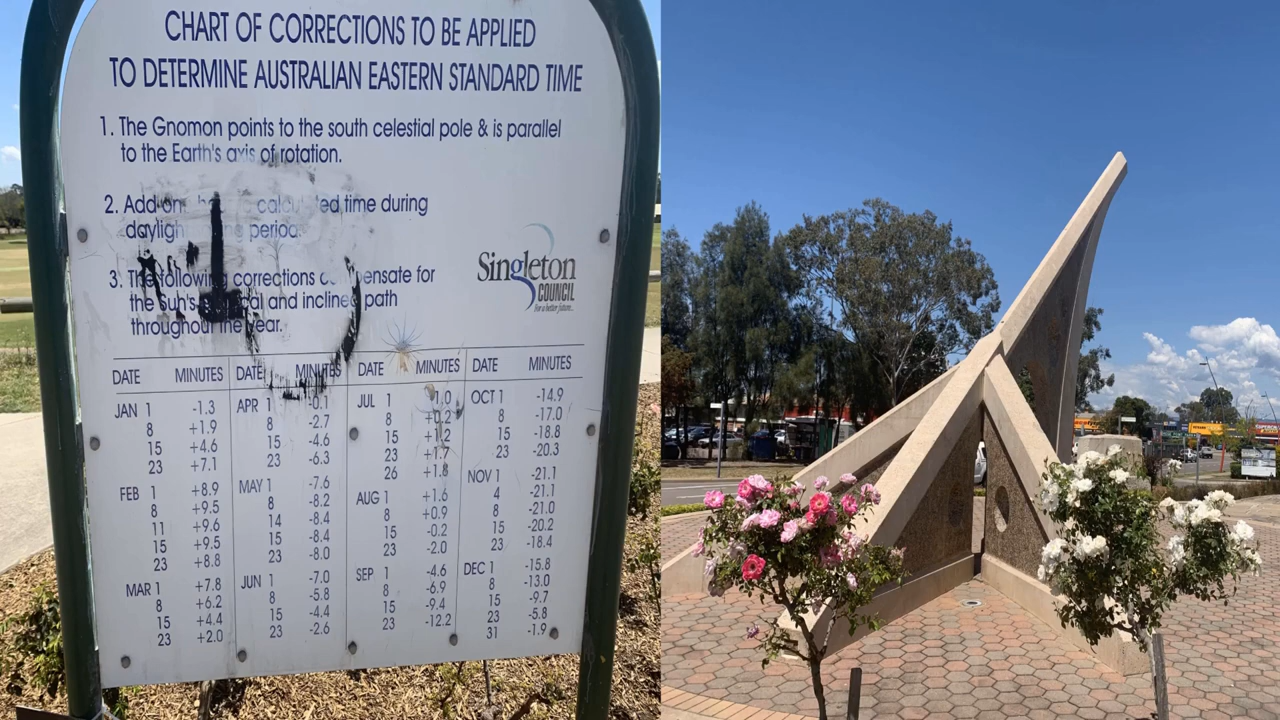 CHART OF CORRECTIONS TO BE APPLIED
TO DETERMINE AUSTRALIAN EASTERN STANDARD TIME
1. The Gnomon points to the south celestial pole & is parallel
to the Earth's axis of rotation.
2. Add one time during
period.
3. The following corrections for
the Sun's and inclined path
throughout the year.
Singleton
COUNCIL
For a better future...
DATE MINUTES DATE MINUTES DATE MINUTES DATE MINUTES
JAN 1 -1.3 APR 1 -0.1 JUL 1 -1.0 OCT 1 -14.9
8 +1.9 8 -2.7 8 +0.2 8 -17.0
15 +4.6 15 -4.6 15 +1.2 15 -18.8
23 +7.1 23 -6.3 23 +1.7 23 -20.3
26 +1.8
FEB 1 +8.9 MAY 1 -7.6 AUG 1 +1.6 NOV 1 -21.1
8 +9.5 8 -8.2 8 +0.9 4 -21.1
11 +9.6 14 -8.4 15 -0.2 8 -21.0
15 +9.5 15 -8.4 23 -2.0 15 -20.2
23 +8.8 23 -8.0 23 -18.4
MAR 1 +7.8 JUN 1 -7.0 SEP 1 -4.6 DEC 1 -15.8
8 +6.2 8 -5.8 8 -6.9 8 -13.0
15 +4.4 15 -4.4 15 -9.4 15 -9.7
23 +2.0 23 -2.6 23 -12.2 23 -5.8
31 -1.9